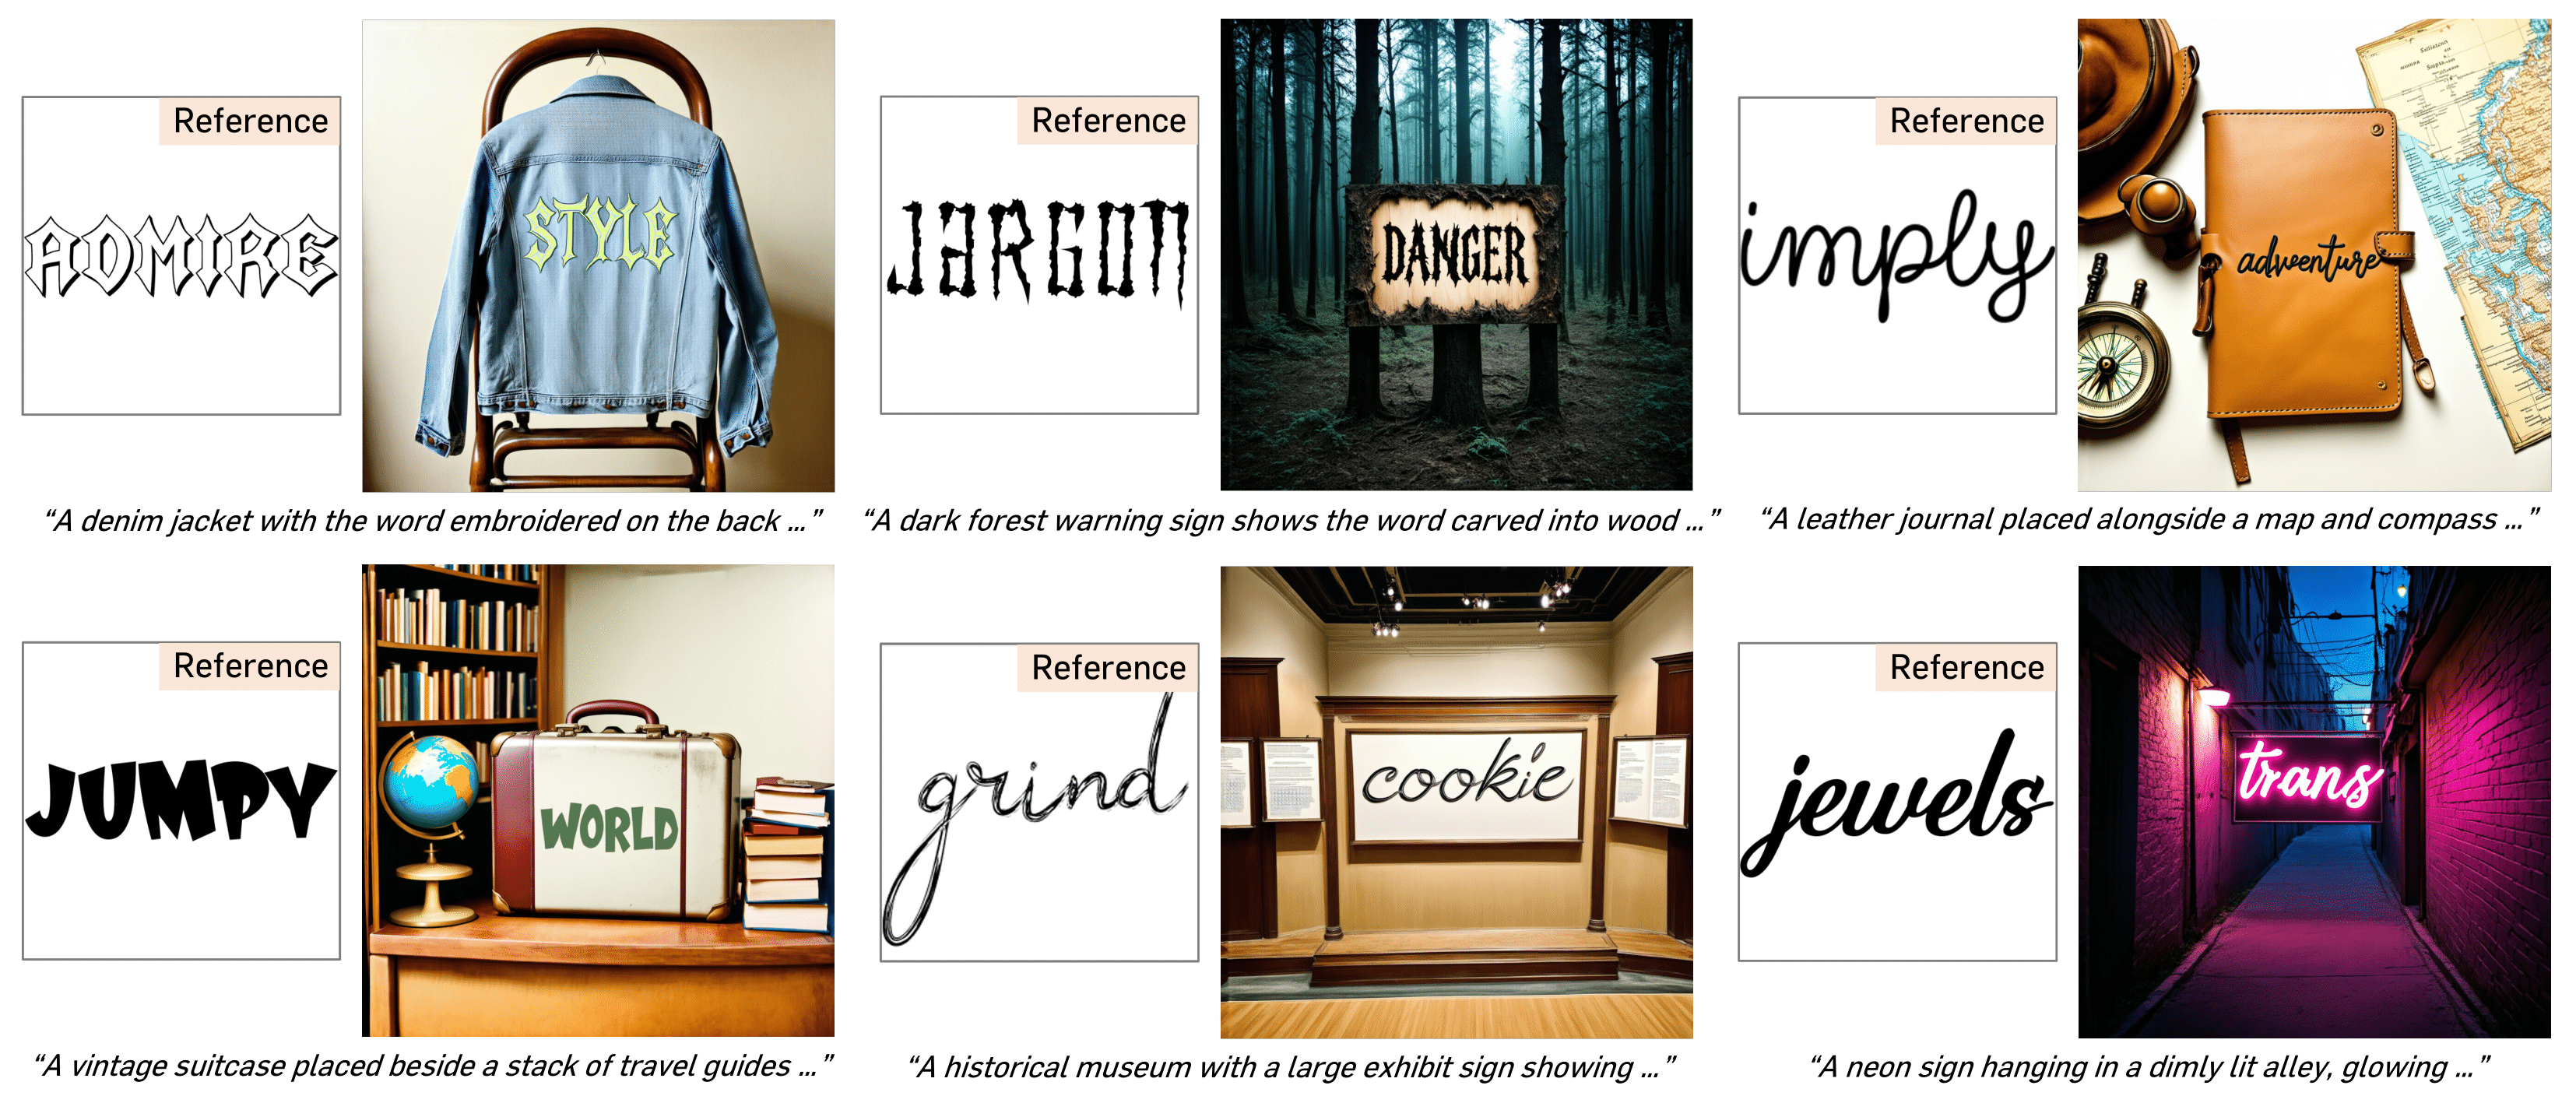 Reference
ADMIRE
STYLE
“A denim jacket with the word embroidered on the back ...”
Reference
JARGON
DANGER
“A dark forest warning sign shows the word carved into wood ...”
Reference
imply
adveenture
“A leather journal placed alongside a map and compass ...”
Reference
JUMPY
WORLD
“A vintage suitcase placed beside a stack of travel guides ...”
Reference
grind
cookie
“A historical museum with a large exhibit sign showing ...”
Reference
jewels
trans
“A neon sign hanging in a dimly lit alley, glowing ...”